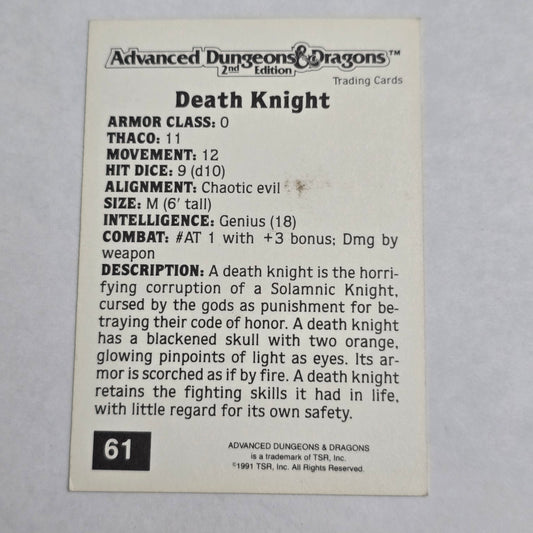 Advanced Dungeons & Dragons™
2nd Edition
Trading Cards
Death Knight
ARMOR CLASS: 0
THACO: 11
MOVEMENT: 12
HIT DICE: 9 (d10)
ALIGNMENT: Chaotic evil
SIZE: M (6' tall)
INTELLIGENCE: Genius (18)
COMBAT: #AT 1 with +3 bonus; Dmg by
weapon
DESCRIPTION: A death knight is the horri-
fying corruption of a Solamnic Knight,
cursed by the gods as punishment for be-
traying their code of honor. A death knight
has a blackened skull with two orange,
glowing pinpoints of light as eyes. Its ar-
mor is scorched as if by fire. A death knight
retains the fighting skills it had in life,
with little regard for its own safety.
61
ADVANCED DUNGEONS & DRAGONS
is a trademark of TSR, Inc.
©1991 TSR, Inc. All Rights Reserved.